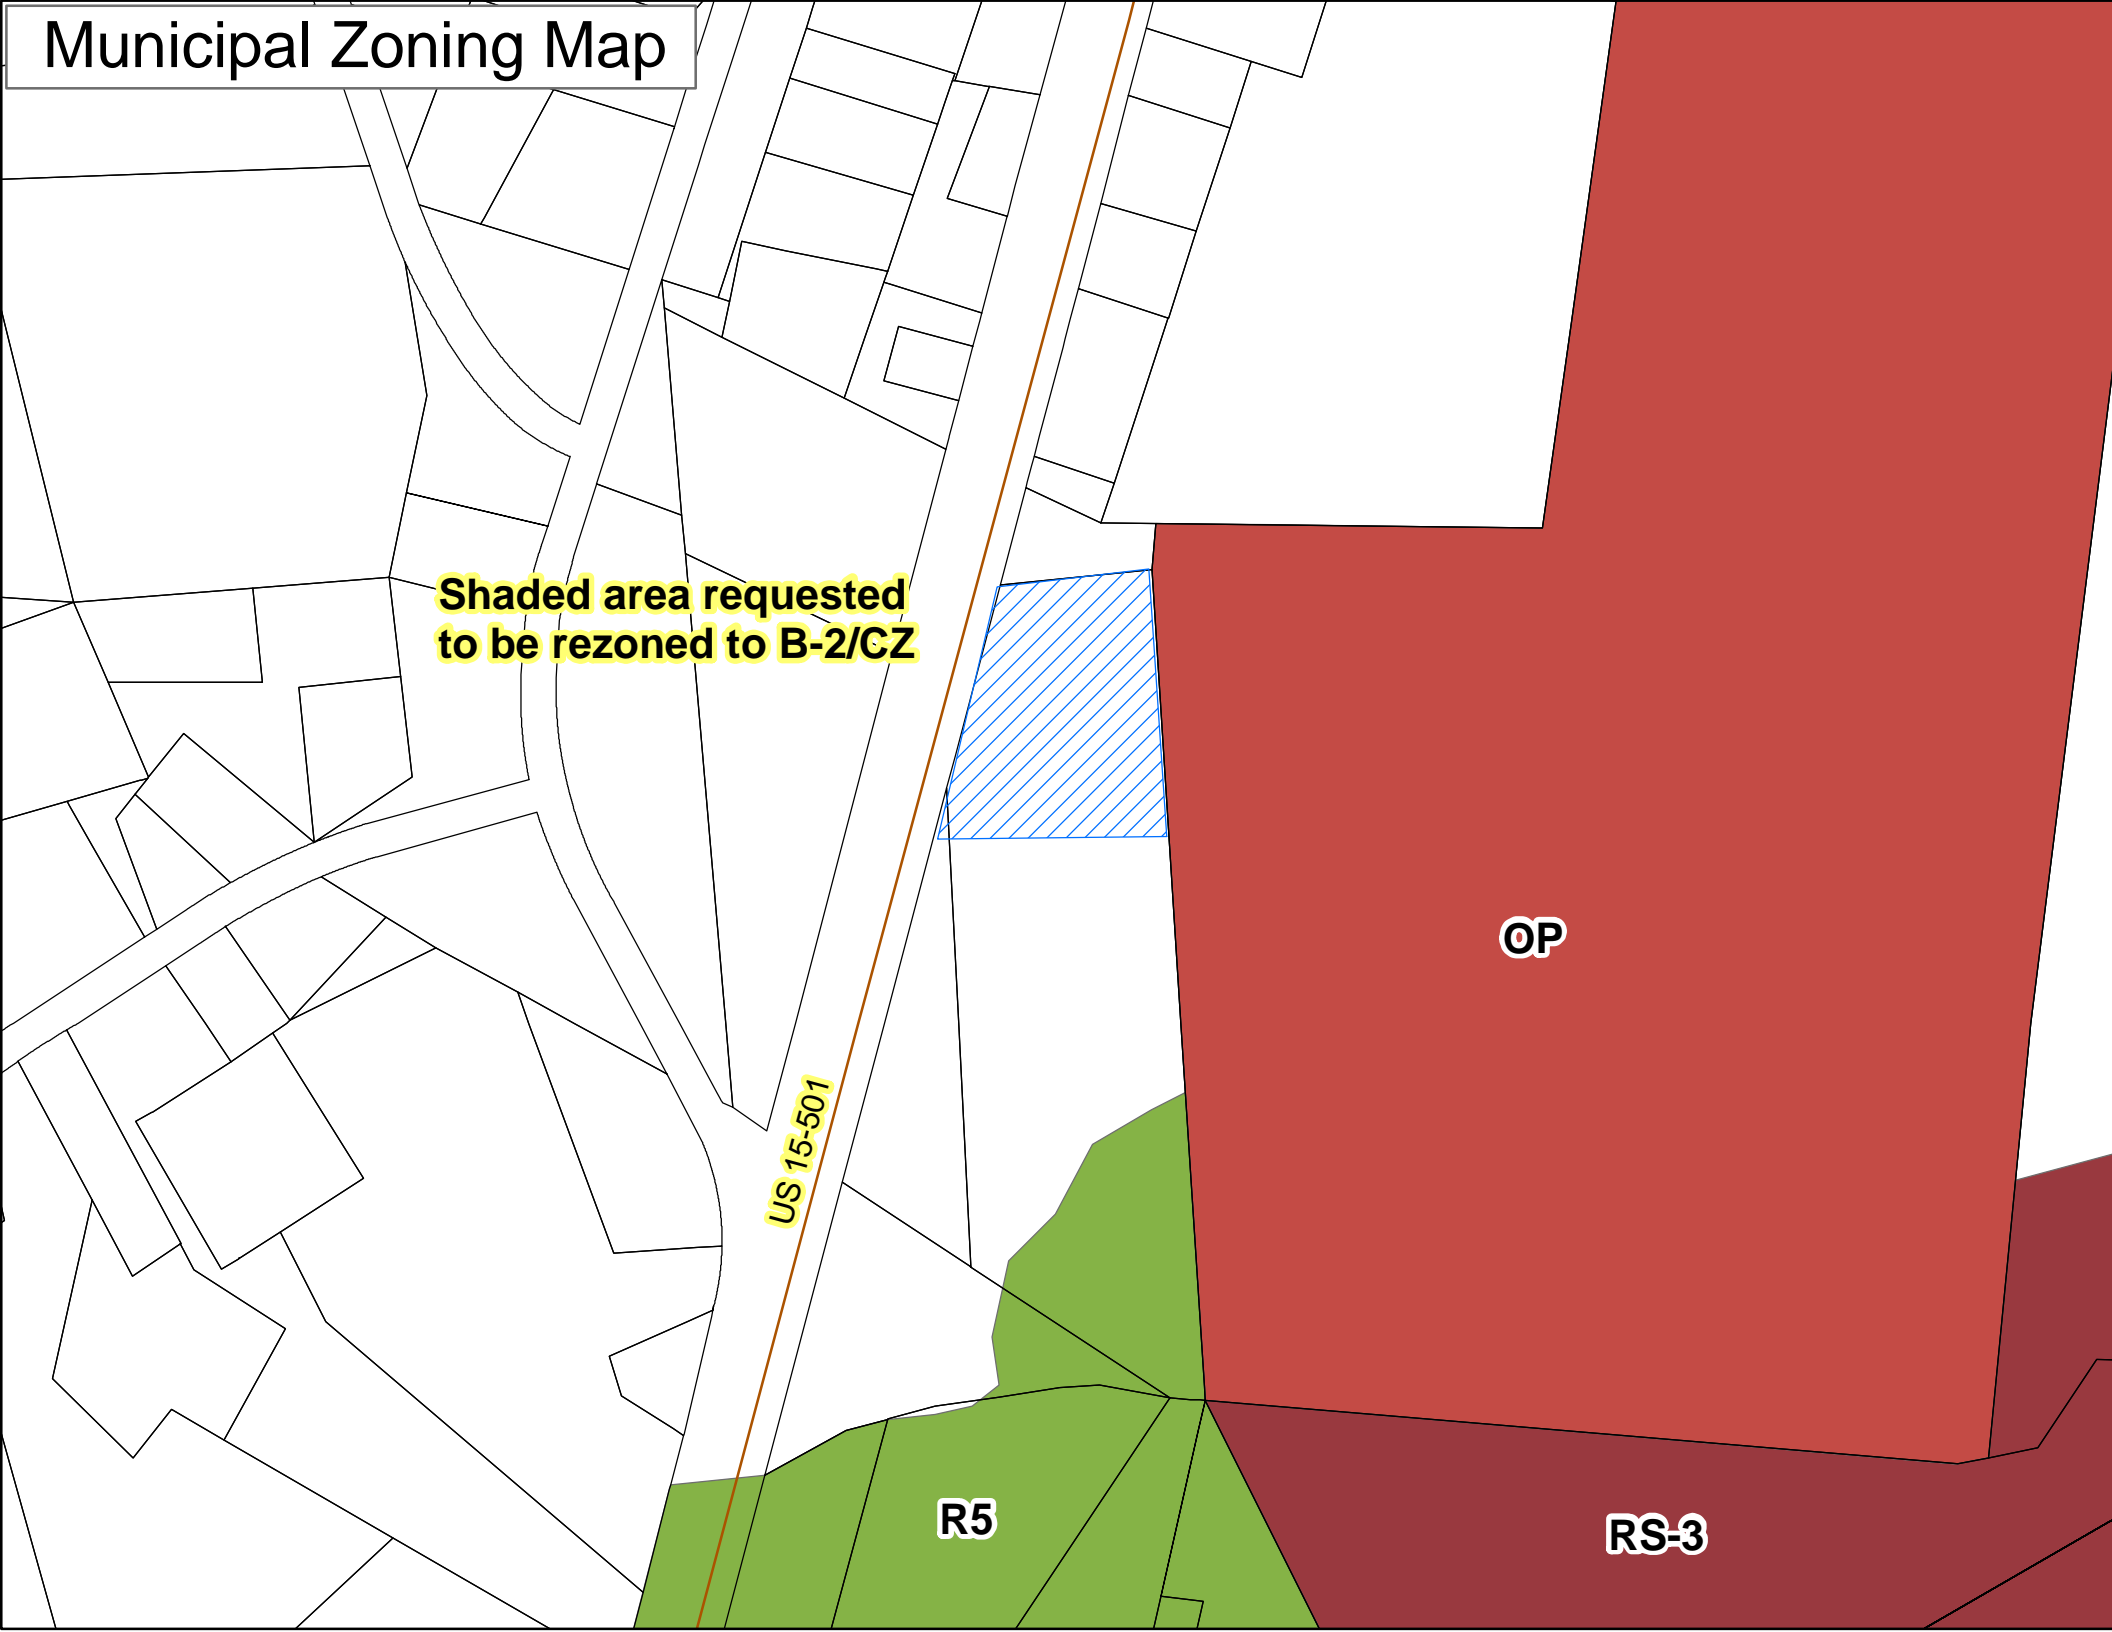 Municipal Zoning Map
Shaded area requested
to be rezoned to B-2/CZ
OP
US 15-501
R5
RS-3